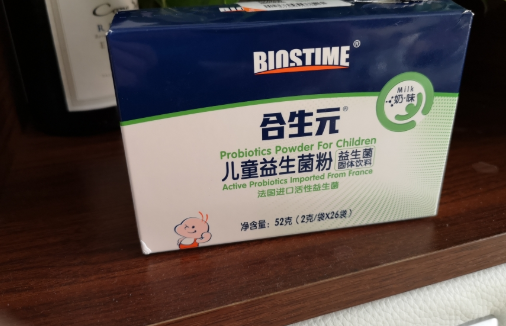 BIOSTIME®
Milk
奶·味
合生元®
Probiotics Powder For Children
儿童益生菌粉 益生菌
固体饮料
Active Probiotics Imported From France
法国进口活性益生菌
净含量：52克（2克/袋X26袋）